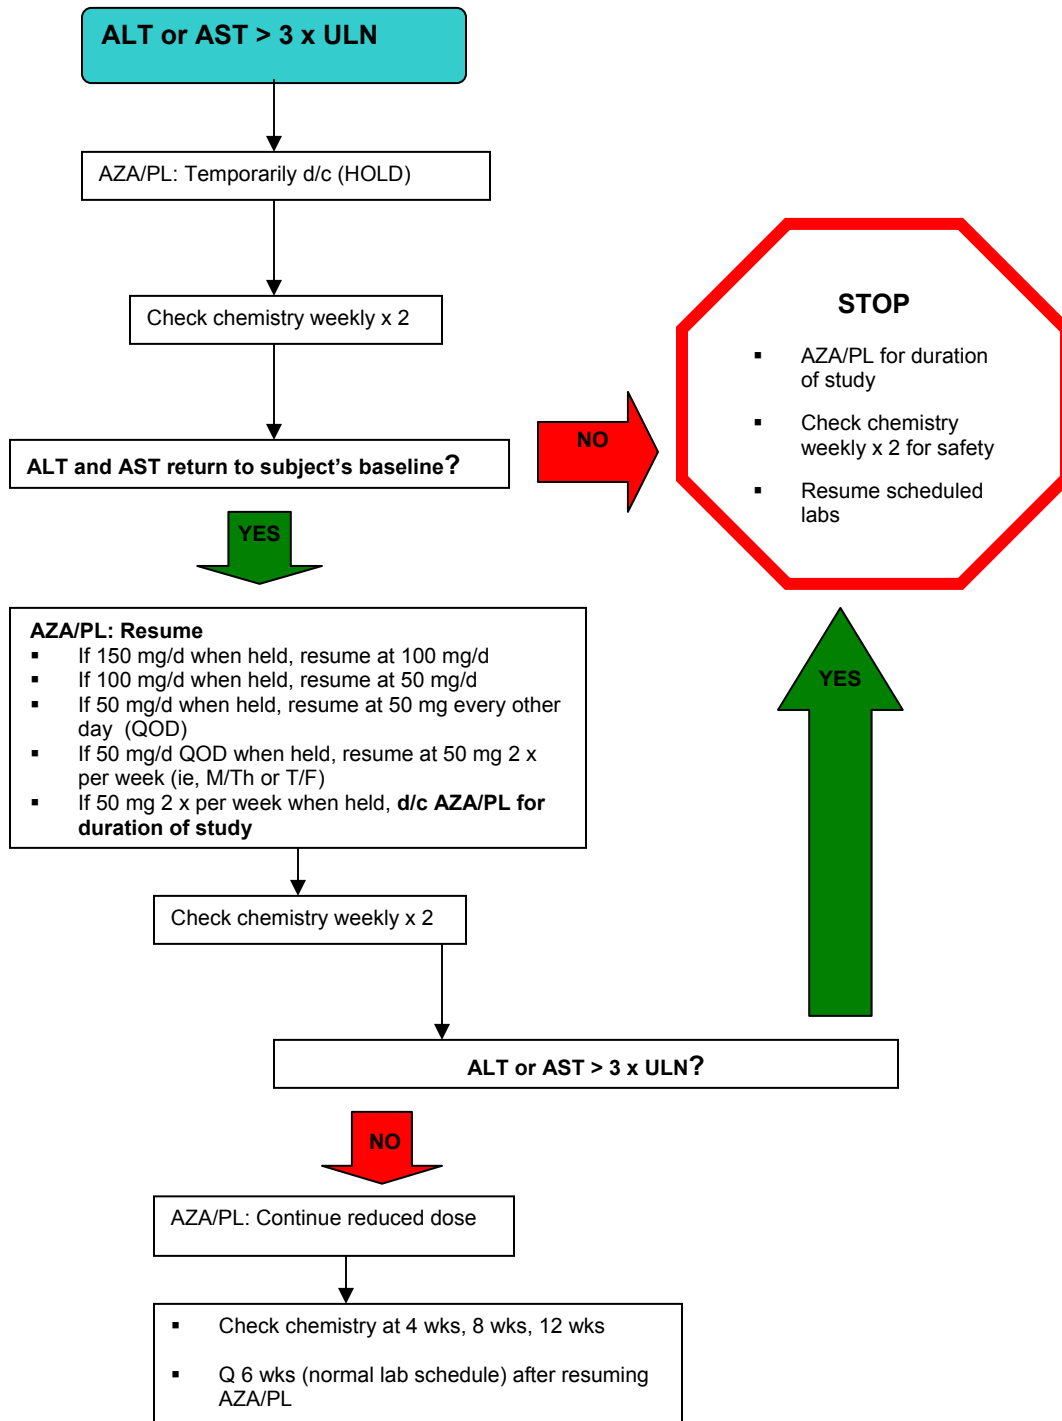 ALT or AST > 3 x ULN
AZA/PL: Temporarily d/c (HOLD)
Check chemistry weekly x 2
ALT and AST return to subject's baseline?
NO
STOP
▪ AZA/PL for duration
of study
▪ Check chemistry
weekly x 2 for safety
▪ Resume scheduled
labs
YES
AZA/PL: Resume
▪ If 150 mg/d when held, resume at 100 mg/d
▪ If 100 mg/d when held, resume at 50 mg/d
▪ If 50 mg/d when held, resume at 50 mg every other
day (QOD)
▪ If 50 mg/d QOD when held, resume at 50 mg 2 x
per week (ie, M/Th or T/F)
▪ If 50 mg 2 x per week when held, d/c AZA/PL for
duration of study
YES
Check chemistry weekly x 2
ALT or AST > 3 x ULN?
NO
AZA/PL: Continue reduced dose
▪ Check chemistry at 4 wks, 8 wks, 12 wks
▪ Q 6 wks (normal lab schedule) after resuming
AZA/PL